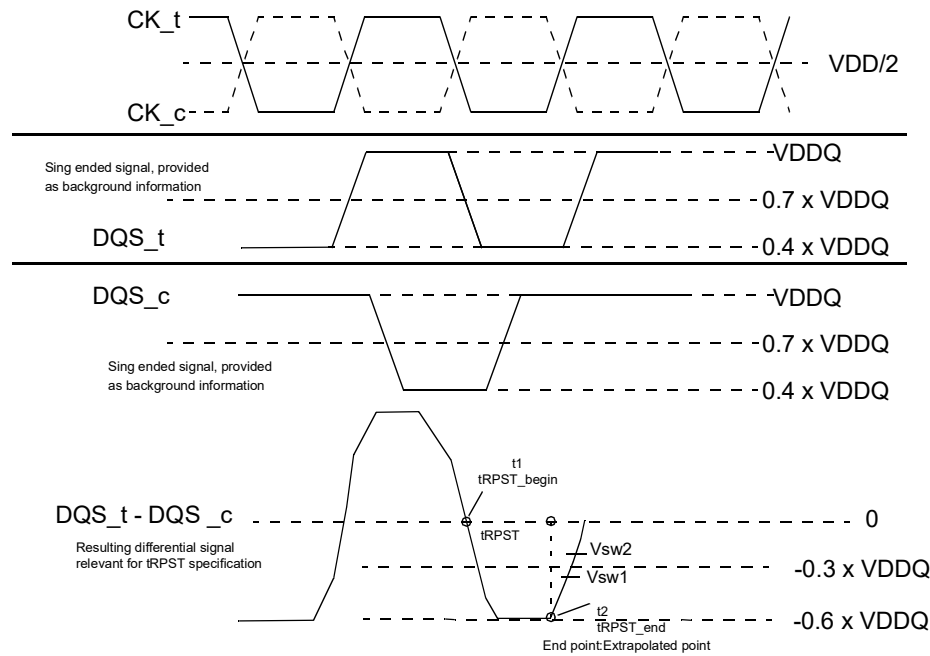 CK_t
VDD/2
CK_c
VDDQ
Sing ended signal, provided
as background information
0.7 x VDDQ
DQS_t
0.4 x VDDQ
DQS_c
VDDQ
0.7 x VDDQ
Sing ended signal, provided
as background information
0.4 x VDDQ
t1
tRPST_begin
DQS_t - DQS _c
0
tRPST
Resulting differential signal
relevant for tRPST specification
Vsw2
-0.3 x VDDQ
Vsw1
t2
tRPST_end
-0.6 x VDDQ
End point:Extrapolated point